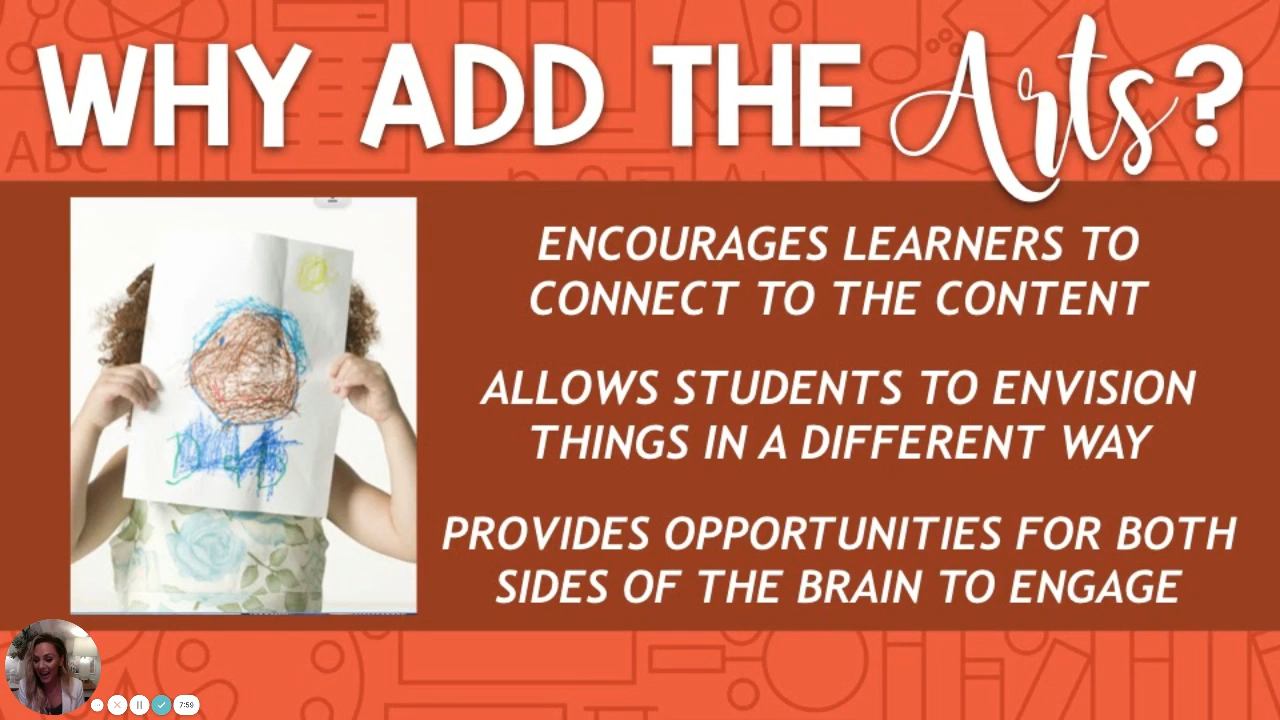 WHY ADD THE Arts?
ENCOURAGES LEARNERS TO
CONNECT TO THE CONTENT
ALLOWS STUDENTS TO ENVISION
THINGS IN A DIFFERENT WAY
PROVIDES OPPORTUNITIES FOR BOTH
SIDES OF THE BRAIN TO ENGAGE
ABC
7:59